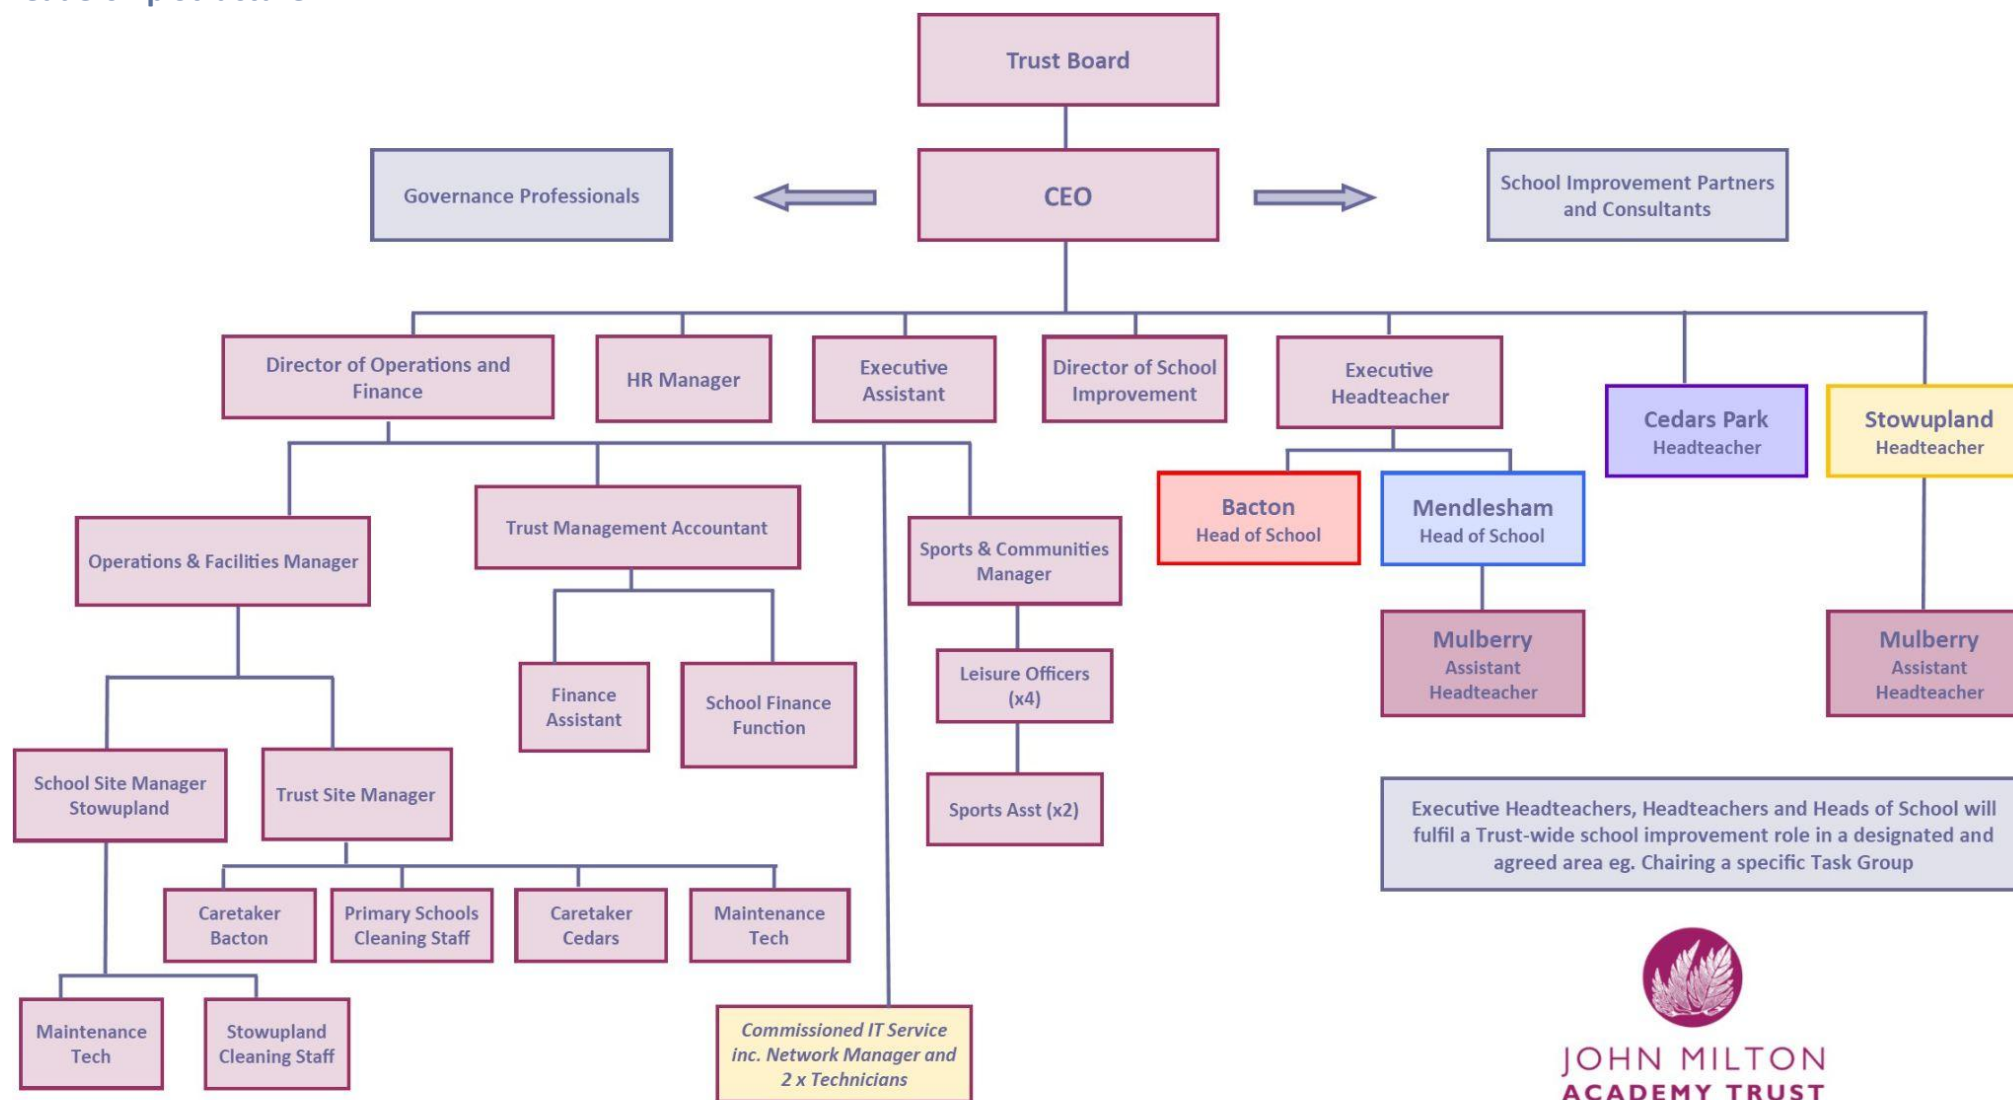 Trust Board
Governance Professionals
CEO
School Improvement Partners
and Consultants
Director of Operations and
Finance
HR Manager
Executive
Assistant
Director of School
Improvement
Executive
Headteacher
Cedars Park
Headteacher
Stowupland
Headteacher
Bacton
Head of School
Mendlesham
Head of School
Operations & Facilities Manager
Trust Management Accountant
Sports & Communities
Manager
Mulberry
Assistant
Headteacher
Mulberry
Assistant
Headteacher
Finance
Assistant
School Finance
Function
Leisure Officers
(x4)
School Site Manager
Stowupland
Trust Site Manager
Sports Asst (x2)
Executive Headteachers, Headteachers and Heads of School will
fulfil a Trust-wide school improvement role in a designated and
agreed area eg. Chairing a specific Task Group
Caretaker
Bacton
Primary Schools
Cleaning Staff
Caretaker
Cedars
Maintenance
Tech
Maintenance
Tech
Stowupland
Cleaning Staff
Commissioned IT Service
inc. Network Manager and
2 x Technicians
JOHN MILTON
ACADEMY TRUST